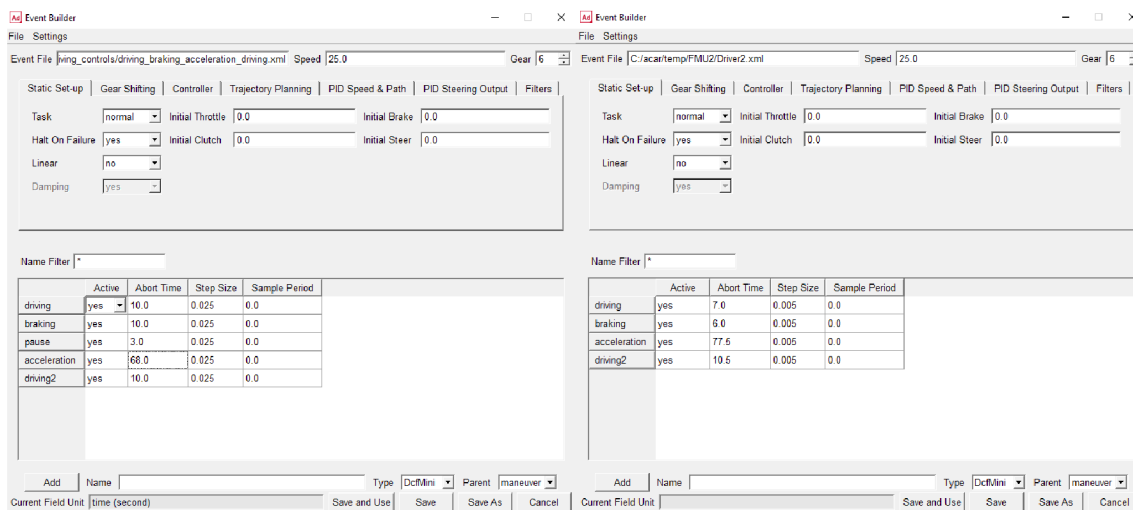 Ad Event Builder
File Settings
Event File iving_controls/driving_braking_acceleration_driving.xml Speed 25.0 Gear 6
Static Set-up Gear Shifting Controller Trajectory Planning PID Speed & Path PID Steering Output Filters
Task normal Initial Throttle 0.0 Initial Brake 0.0
Halt On Failure yes Initial Clutch 0.0 Initial Steer 0.0
Linear no
Damping yes
Name Filter *
Active Abort Time Step Size Sample Period
driving yes 10.0 0.025 0.0
braking yes 10.0 0.025 0.0
pause yes 3.0 0.025 0.0
acceleration yes 68.0 0.025 0.0
driving2 yes 10.0 0.025 0.0
Add Name Type DcfMini Parent maneuver
Current Field Unit time (second) Save and Use Save Save As Cancel
Ad Event Builder
File Settings
Event File C:/acar/temp/FMU2/Driver2.xml Speed 25.0 Gear 6
Static Set-up Gear Shifting Controller Trajectory Planning PID Speed & Path PID Steering Output Filters
Task normal Initial Throttle 0.0 Initial Brake 0.0
Halt On Failure yes Initial Clutch 0.0 Initial Steer 0.0
Linear no
Damping yes
Name Filter *
Active Abort Time Step Size Sample Period
driving yes 7.0 0.005 0.0
braking yes 6.0 0.005 0.0
acceleration yes 77.5 0.005 0.0
driving2 yes 10.5 0.005 0.0
Add Name Type DcfMini Parent maneuver
Current Field Unit Save and Use Save Save As Cancel